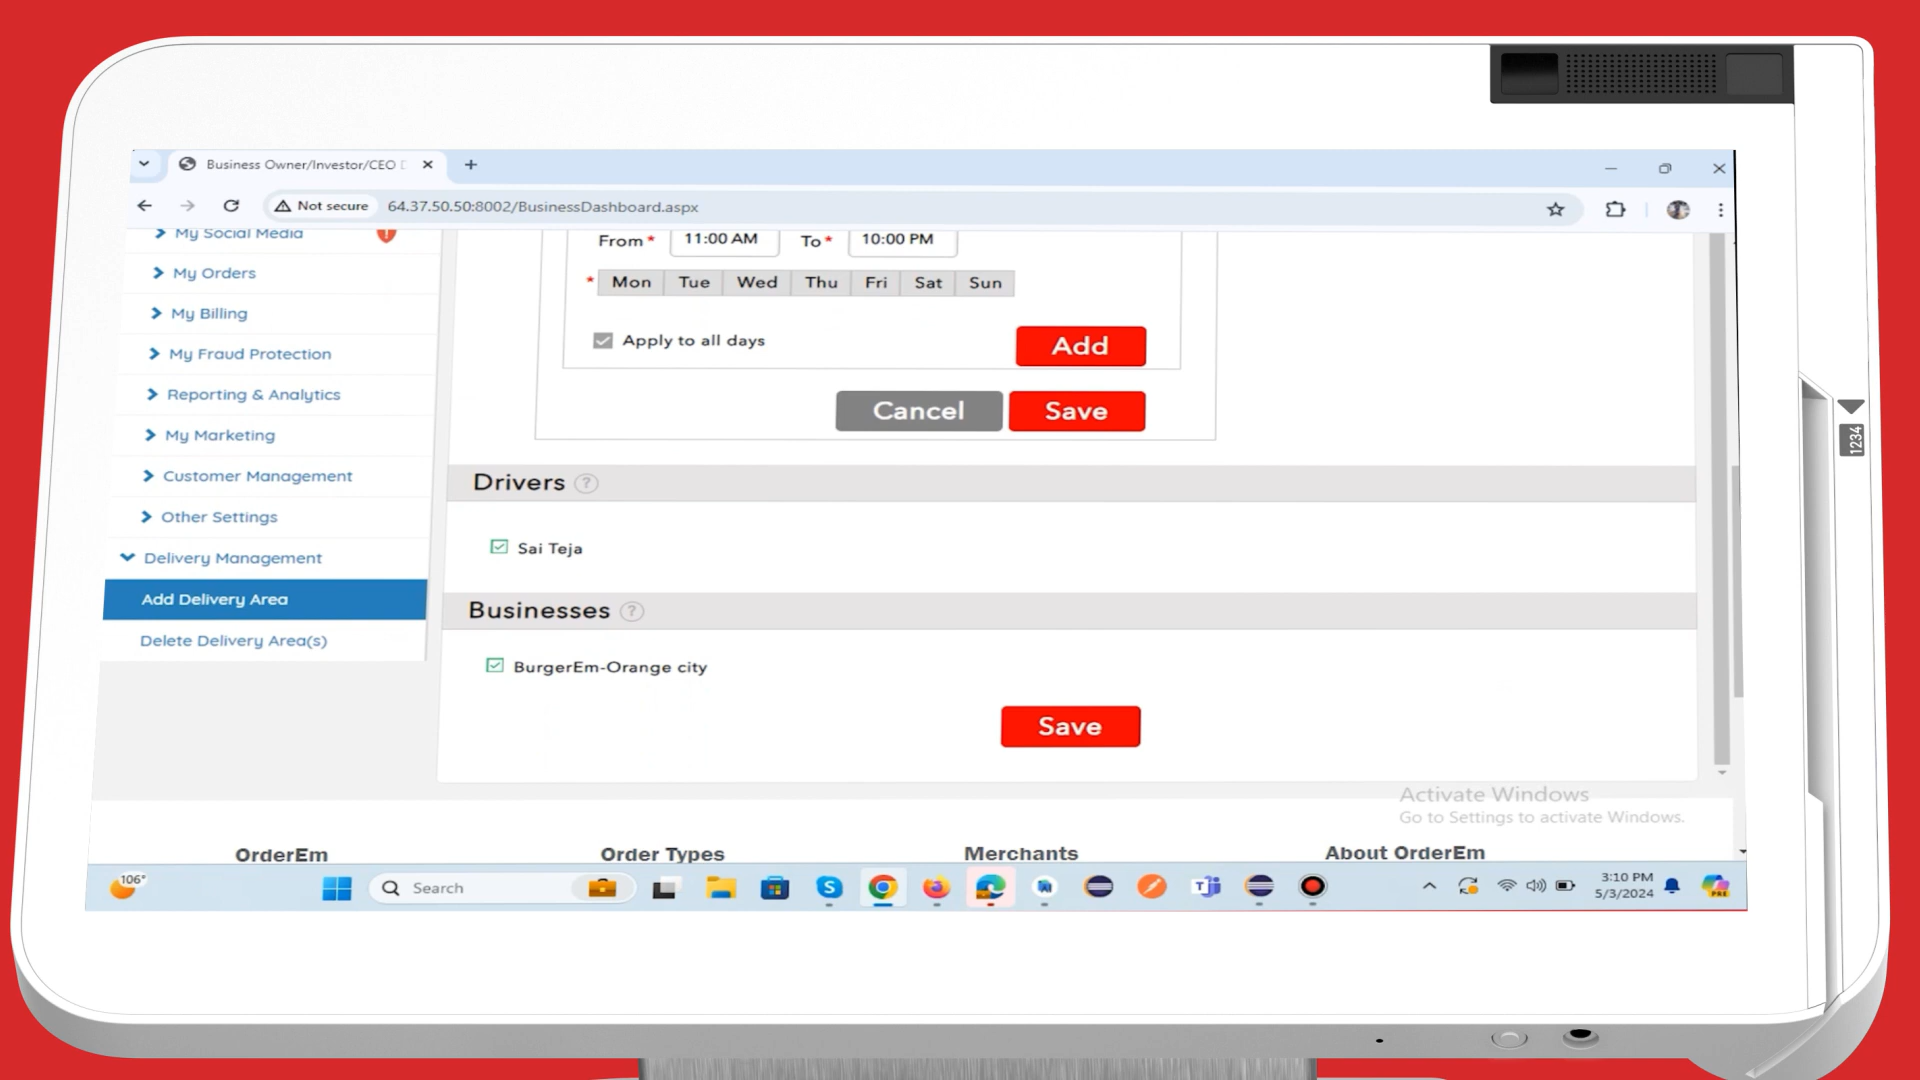 Business Owner/Investor/CEO D
Not secure 64.37.50.50:8002/BusinessDashboard.aspx
My Social Media
My Orders
My Billing
My Fraud Protection
Reporting & Analytics
My Marketing
Customer Management
Other Settings
Delivery Management
Add Delivery Area
Delete Delivery Area(s)
From * 11:00 AM To * 10:00 PM
* Mon Tue Wed Thu Fri Sat Sun
Apply to all days Add
Cancel Save
Drivers ?
Sai Teja
Businesses ?
BurgerEm-Orange city
Save
Activate Windows
Go to Settings to activate Windows.
OrderEm Order Types Merchants About OrderEm
106° Search 3:10 PM
5/3/2024
PRE
1234